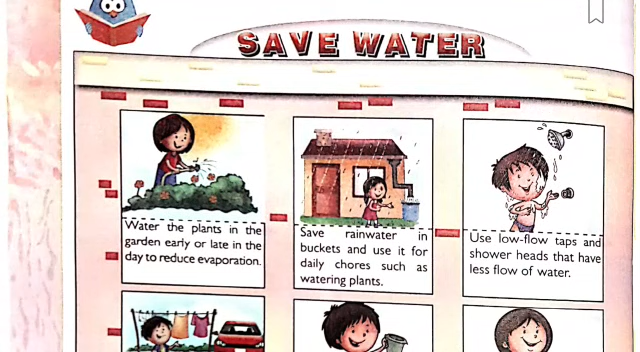 SAVE WATER
Water the plants in the
garden early or late in the
day to reduce evaporation.
Save rainwater in
buckets and use it for
daily chores such as
watering plants.
Use low-flow taps and
shower heads that have
less flow of water.